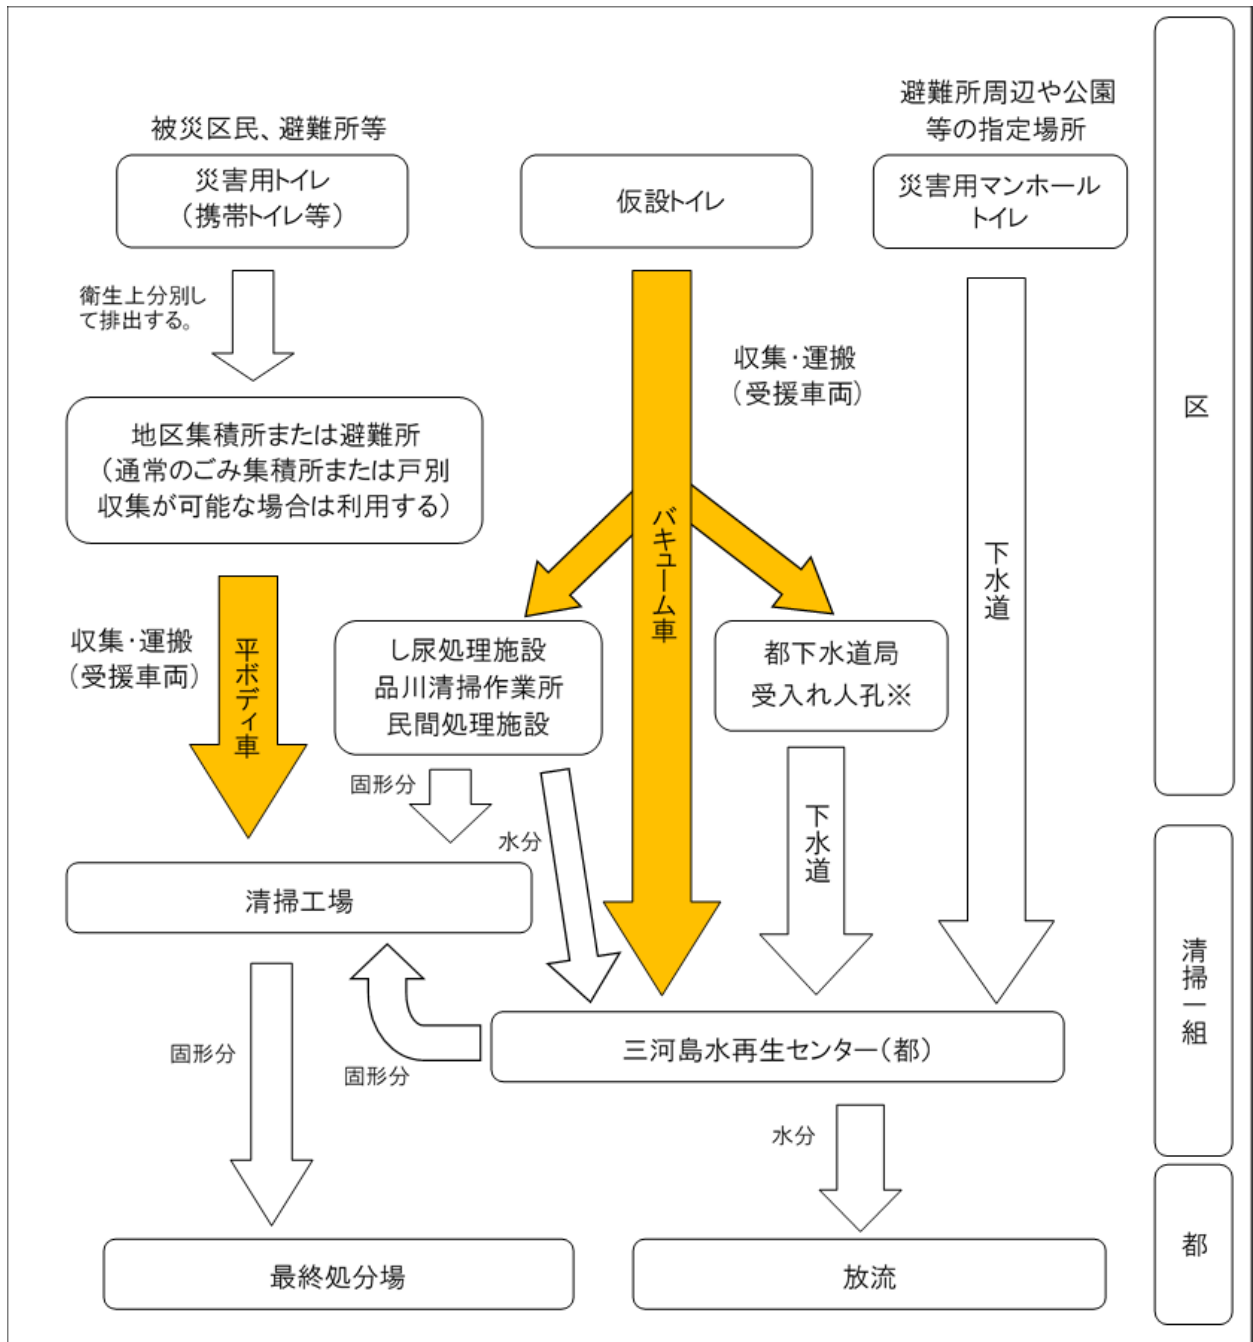 被災区民、避難所等
災害用トイレ
(携帯トイレ等)
仮設トイレ
避難所周辺や公園
等の指定場所
災害用マンホール
トイレ
衛生上分別し
て排出する。
収集・運搬
(受援車両)
地区集積所または避難所
(通常のごみ集積所または戸別
収集が可能な場合は利用する)
バキューム車
下水道
収集・運搬
(受援車両)
平ボディ車
し尿処理施設
品川清掃作業所
民間処理施設
都下水道局
受入れ人孔※
固形分
水分
下水道
清掃工場
固形分
固形分
三河島水再生センター(都)
水分
最終処分場
放流
区
清掃一組
都